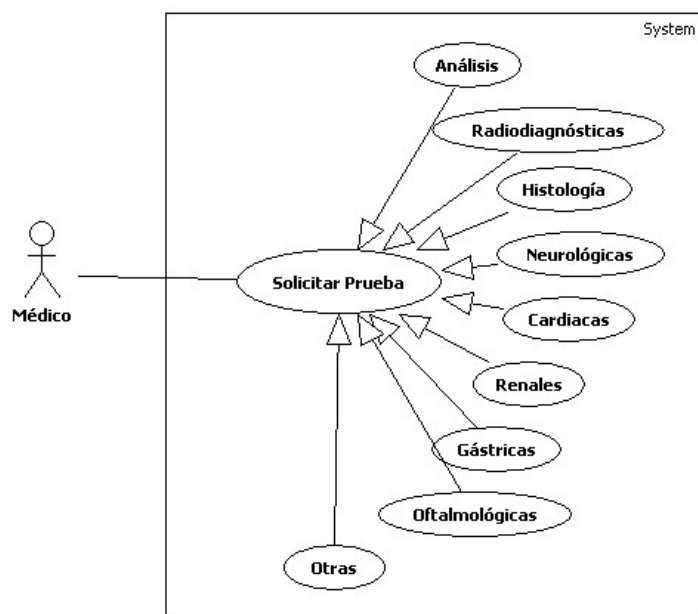 System
Análisis
Radiodiagnósticas
Histología
Neurológicas
Solicitar Prueba
Médico
Cardiacas
Renales
Gástricas
Oftalmológicas
Otras